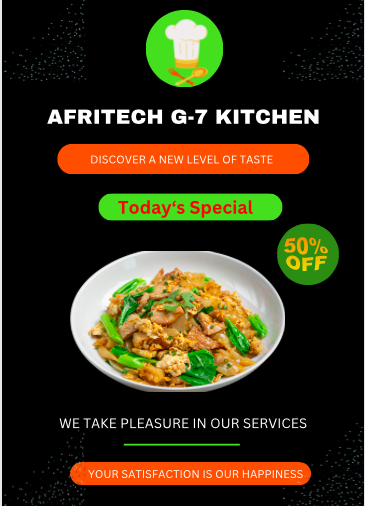 AFRITECH G-7 KITCHEN
DISCOVER A NEW LEVEL OF TASTE
Today‘s Special
50%
OFF
WE TAKE PLEASURE IN OUR SERVICES
YOUR SATISFACTION IS OUR HAPPINESS